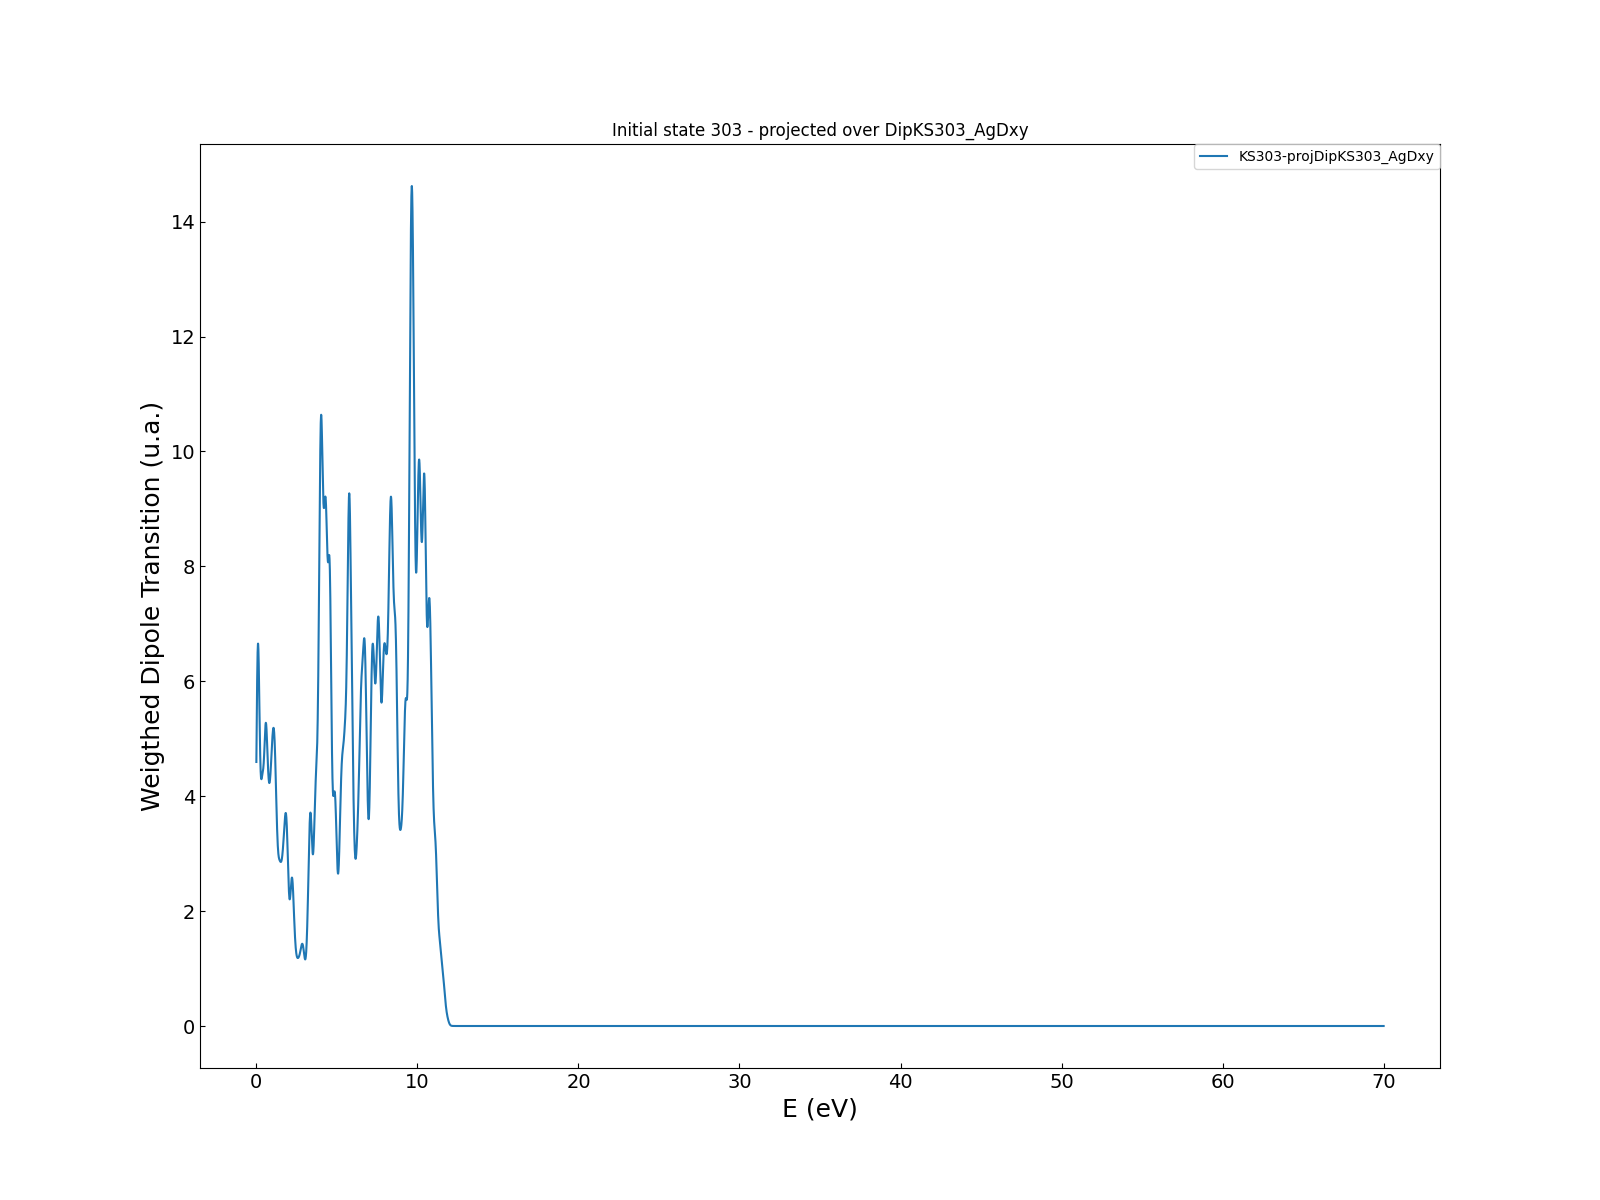 Initial state 303 - projected over DipKS303_AgDxy
KS303-projDipKS303_AgDxy
Weigthed Dipole Transition (u.a.)
14
12
10
8
6
4
2
0
0 10 20 30 40 50 60 70
E (eV)